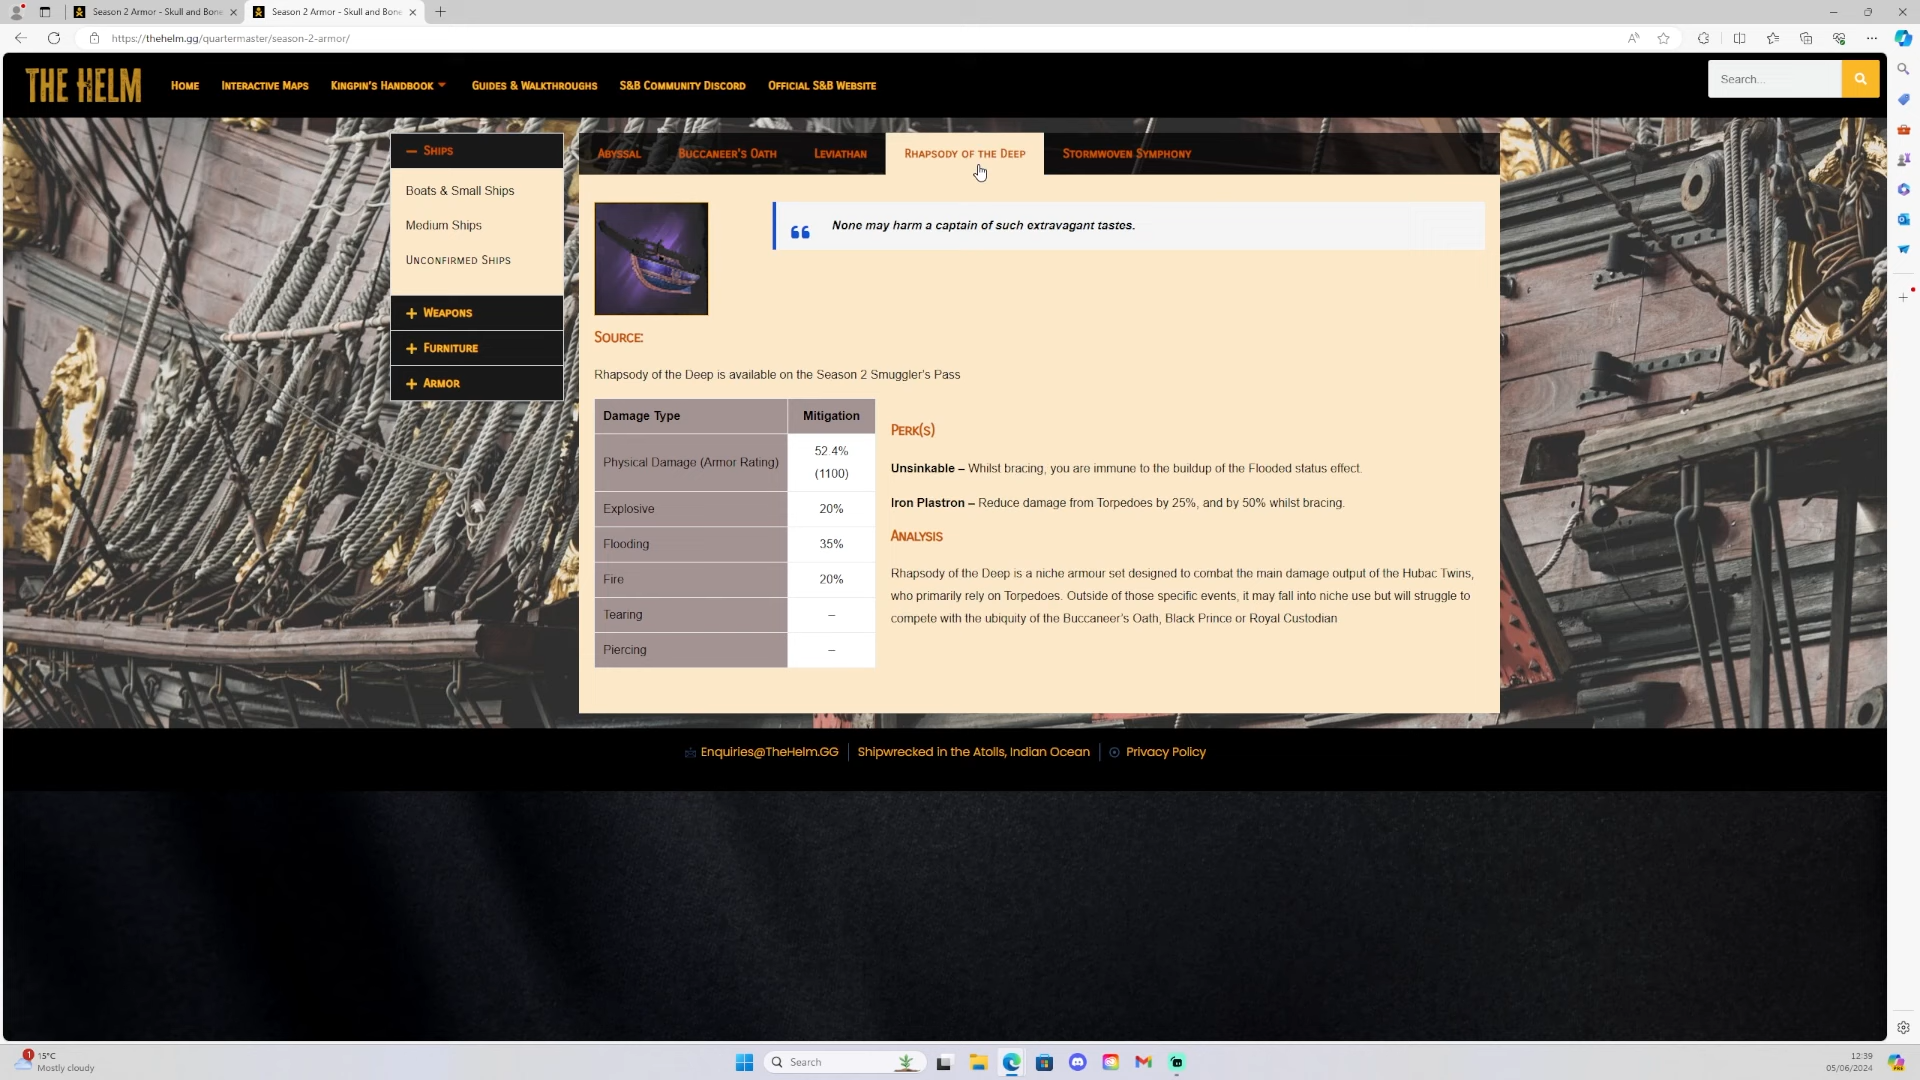 Season 2 Armor - Skull and Bone
Season 2 Armor - Skull and Bone
https://thehelm.gg/quartermaster/season-2-armor/
THE HELM
HOME
INTERACTIVE MAPS
KINGPIN'S HANDBOOK
GUIDES & WALKTHROUGHS
S&B COMMUNITY DISCORD
OFFICIAL S&B WEBSITE
Search...
— SHIPS
Boats & Small Ships
Medium Ships
UNCONFIRMED SHIPS
+ WEAPONS
+ FURNITURE
+ ARMOR
ABYSSAL
BUCCANEER'S OATH
LEVIATHAN
RHAPSODY OF THE DEEP
STORMWOVEN SYMPHONY
None may harm a captain of such extravagant tastes.
SOURCE:
Rhapsody of the Deep is available on the Season 2 Smuggler's Pass
Damage Type Mitigation
Physical Damage (Armor Rating) 52.4%
(1100)
Explosive 20%
Flooding 35%
Fire 20%
Tearing –
Piercing –
PERK(S)
Unsinkable – Whilst bracing, you are immune to the buildup of the Flooded status effect.
Iron Plastron – Reduce damage from Torpedoes by 25%, and by 50% whilst bracing.
ANALYSIS
Rhapsody of the Deep is a niche armour set designed to combat the main damage output of the Hubac Twins,
who primarily rely on Torpedoes. Outside of those specific events, it may fall into niche use but will struggle to
compete with the ubiquity of the Buccaneer's Oath, Black Prince or Royal Custodian
Enquiries@TheHelm.GG
Shipwrecked in the Atolls, Indian Ocean
Privacy Policy
1
15°C
Mostly cloudy
Search
12:39
05/06/2024